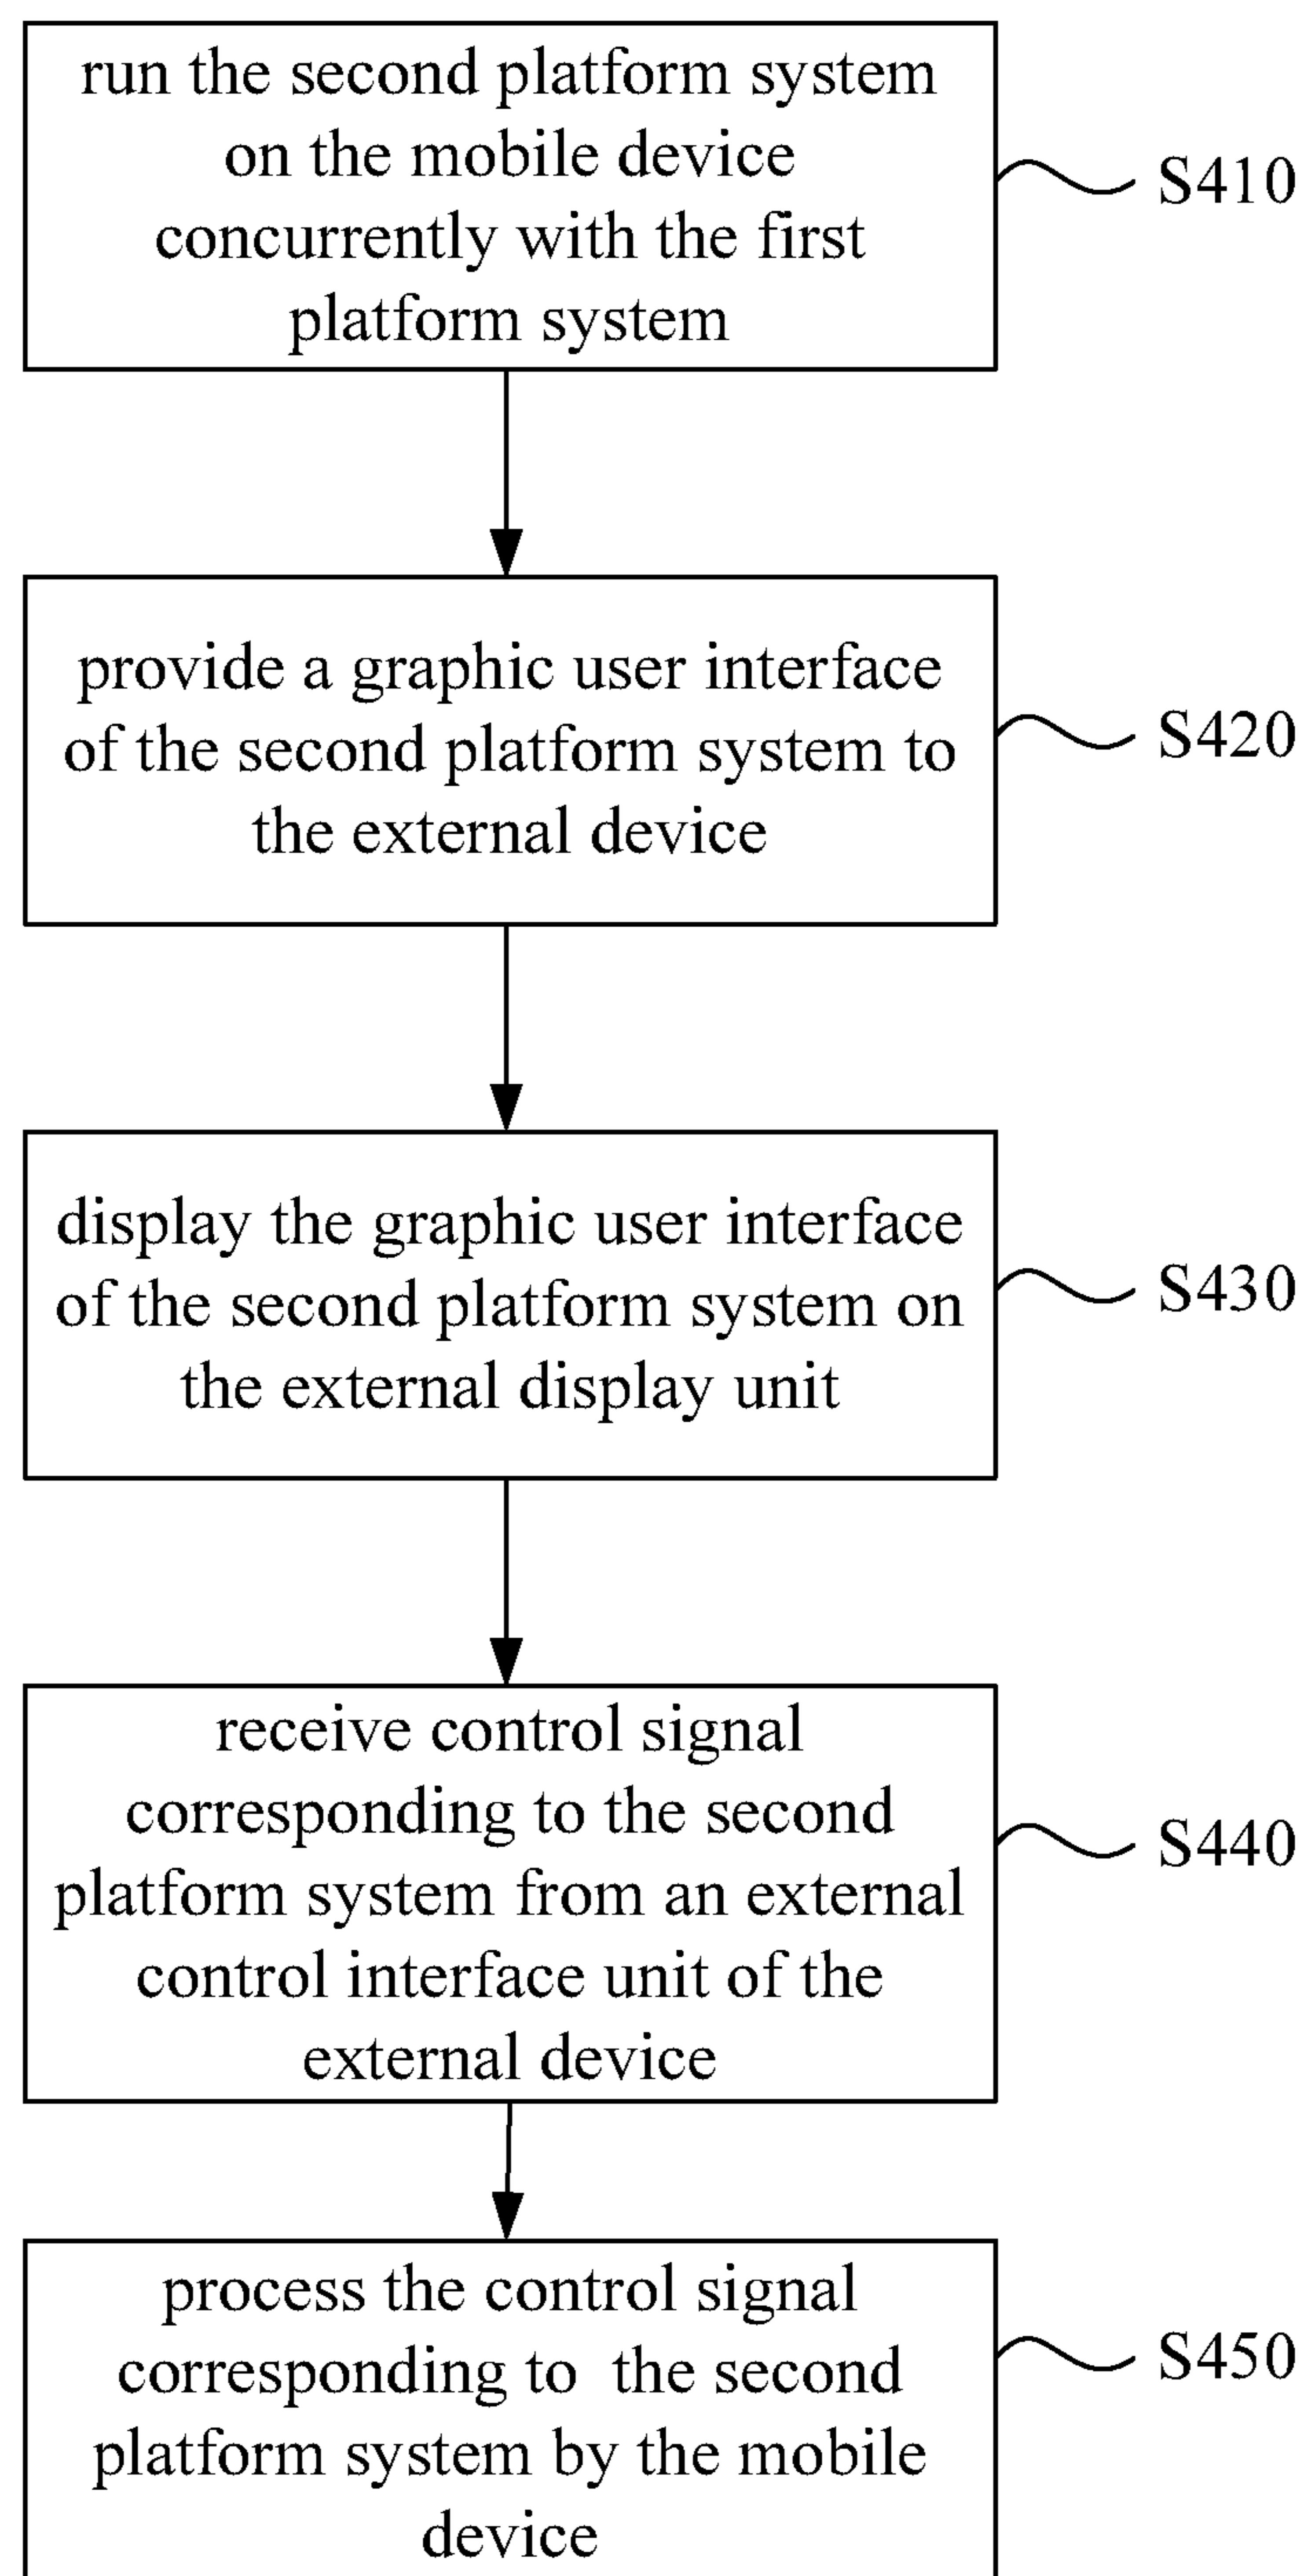 run the second platform system
on the mobile device
concurrently with the first
platform system
S410
provide a graphic user interface
of the second platform system to
the external device
S420
display the graphic user interface
of the second platform system on
the external display unit
S430
receive control signal
corresponding to the second
platform system from an external
control interface unit of the
external device
S440
process the control signal
corresponding to the second
platform system by the mobile
device
S450